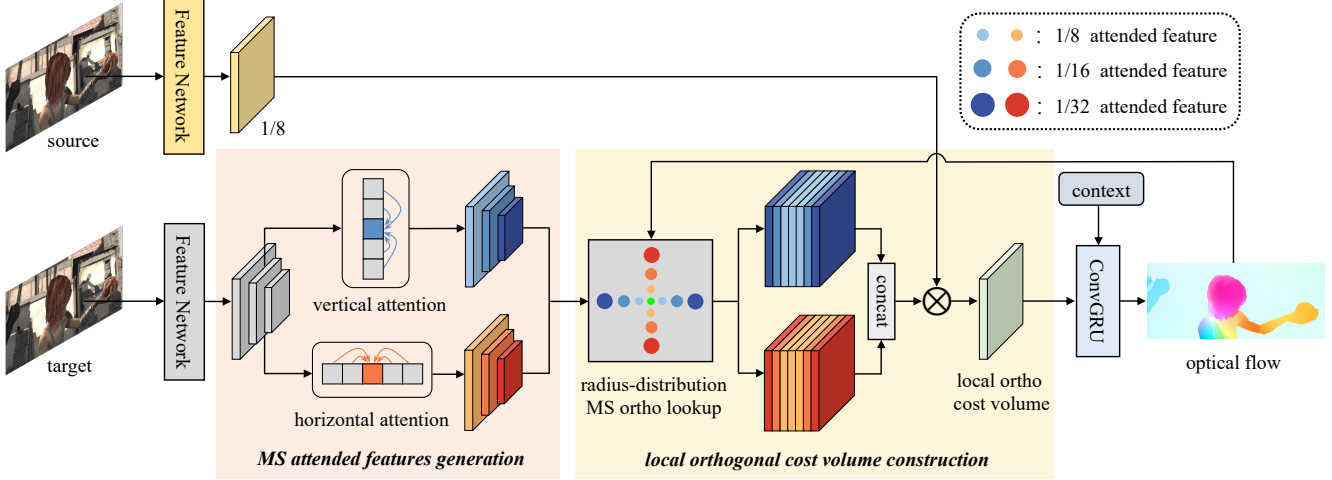 source
Feature Network
1/8
: 1/8 attended feature
: 1/16 attended feature
: 1/32 attended feature
target
Feature Network
vertical attention
horizontal attention
MS attended features generation
radius-distribution
MS ortho lookup
concat
local ortho
cost volume
local orthogonal cost volume construction
context
ConvGRU
optical flow